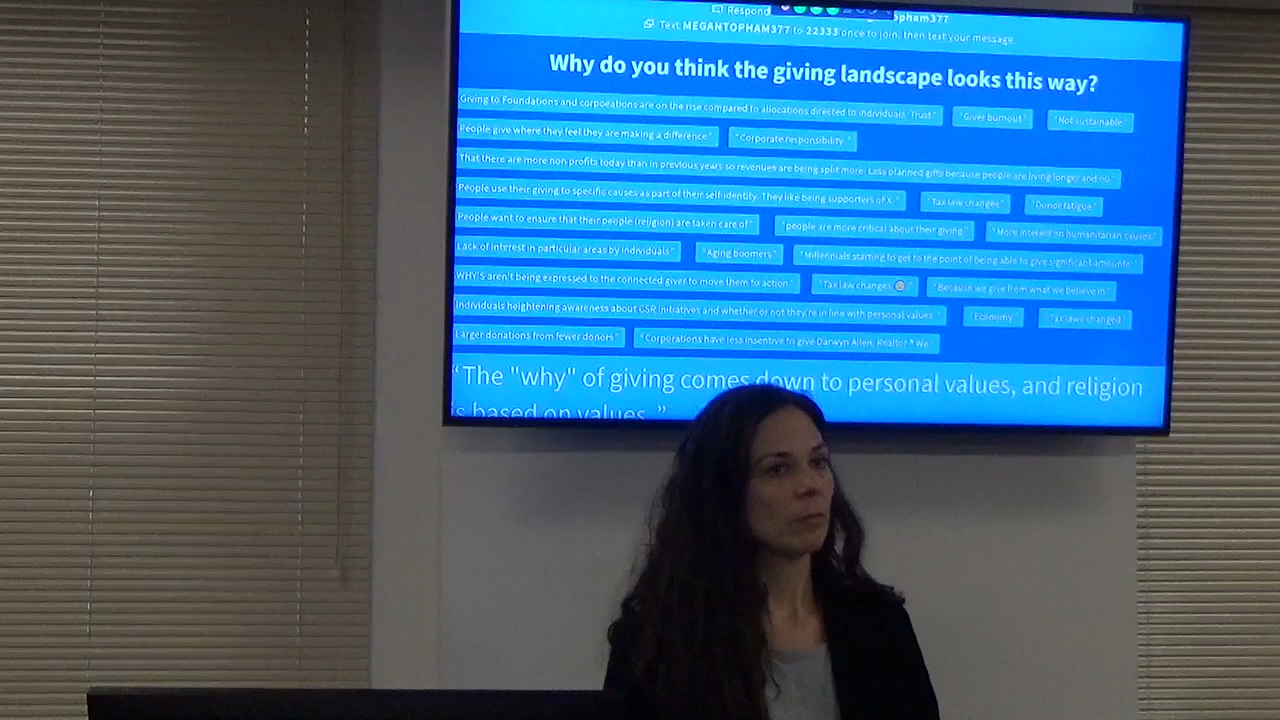 Respond
opham377
Text MEGANTOPHAM377 to 22333 once to join, then text your message
Why do you think the giving landscape looks this way?
Giving to Foundations and corporations are on the rise compared to allocations directed to individuals. Trust" "Giver burnout" "Not sustainable"
People give where they feel they are making a difference" "Corporate responsibility"
That there are more non profits today than in previous years so revenues are being split more. Less planned gifts because people are living longer and
People use their giving to specific causes as part of their self-identity. They like being supporters of X." "Tax law changes" "Donor fatigue"
People want to ensure that their people (religion) are taken care of" "people are more critical about their giving" "More interest on humanitarian causes"
Lack of interest in particular areas by individuals" "Aging boomers" "Millennials starting to get to the point of being able to give significant amounts"
WHY'S aren't being expressed to the connected giver to move them to action" "Tax law changes 😩" "Because we give from what we believe in"
Individuals heightening awareness about CSR initiatives and whether or not they're in line with personal values" Economy" Tax laws changed"
Larger donations from fewer donors" "Corporations have less insentive to give Darwyn Allen, Realtor "We"
“The "why" of giving comes down to personal values, and religion
is based on values. ”